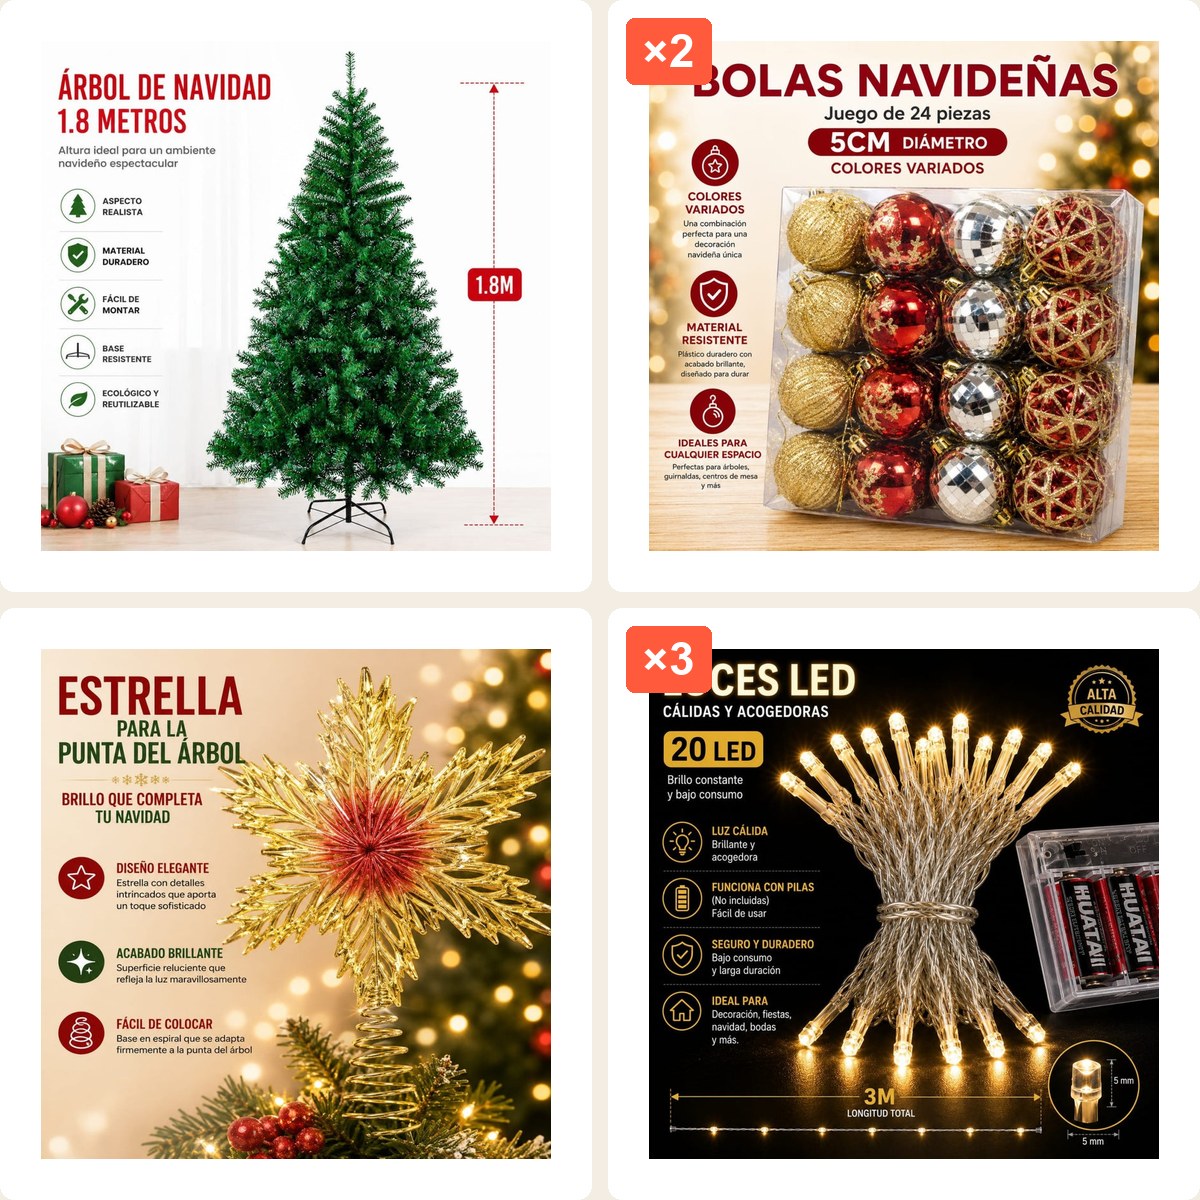 ÁRBOL DE NAVIDAD
1.8 METROS
Altura ideal para un ambiente
navideño espectacular
ASPECTO
REALISTA
MATERIAL
DURADERO
FÁCIL DE
MONTAR
BASE
RESISTENTE
ECOLÓGICO Y
REUTILIZABLE
1.8M
×2
BOLAS NAVIDEÑAS
Juego de 24 piezas
5CM DIÁMETRO
COLORES VARIADOS
COLORES
VARIADOS
Una combinación
perfecta para una
decoración
navideña única
MATERIAL
RESISTENTE
Plástico duradero con
acabado brillante,
diseñado para durar
IDEALES PARA
CUALQUIER ESPACIO
Perfectas para árboles,
guirnaldas, centros de mesa
y más
ESTRELLA
PARA LA
PUNTA DEL ÁRBOL
BRILLO QUE COMPLETA
TU NAVIDAD
DISEÑO ELEGANTE
Estrella con detalles
intrincados que aporta
un toque sofisticado
ACABADO BRILLANTE
Superficie reluciente que
refleja la luz maravillosamente
FÁCIL DE COLOCAR
Base en espiral que se adapta
firmemente a la punta del árbol
×3
LUCES LED
CÁLIDAS Y ACOGEDORAS
ALTA
CALIDAD
20 LED
Brillo constante
y bajo consumo
LUZ CÁLIDA
Brillante y
acogedora
FUNCIONA CON PILAS
(No incluidas)
Fácil de usar
SEGURO Y DURADERO
Bajo consumo
y larga duración
IDEAL PARA
Decoración, fiestas,
navidad, bodas
y más.
HUATAI
HUATAI
3M
LONGITUD TOTAL
5 mm
5 mm